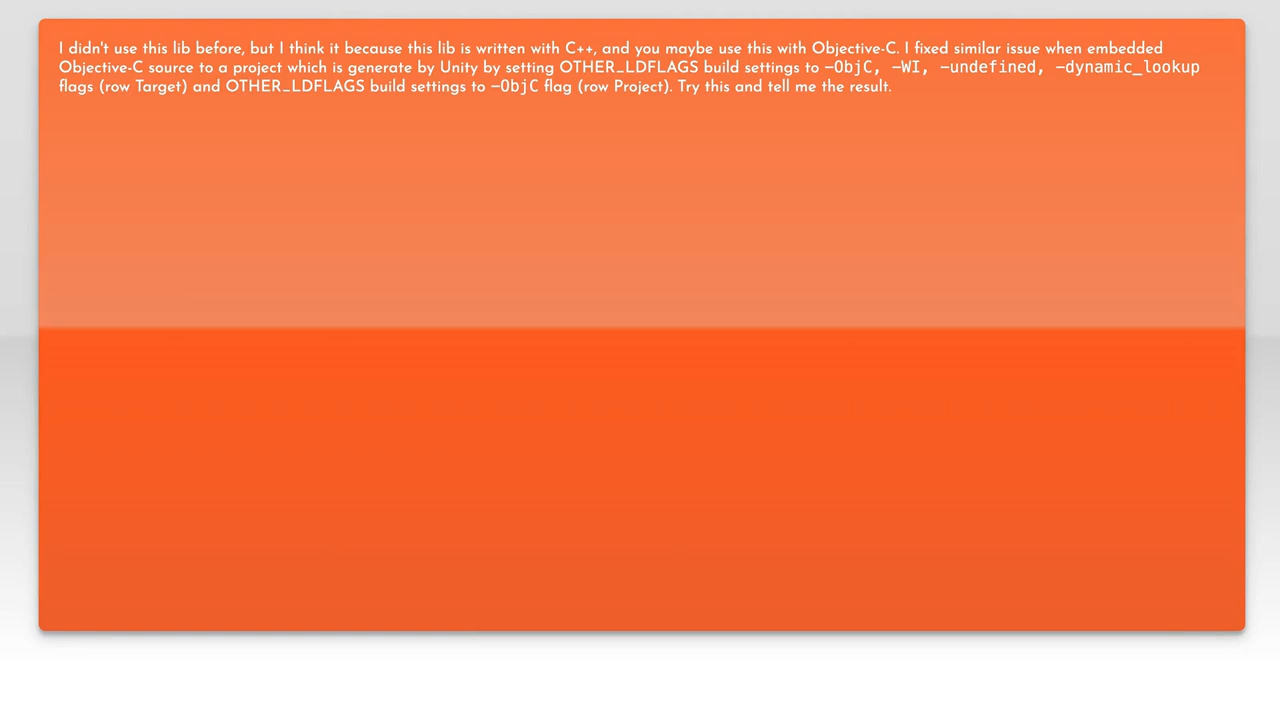 I didn't use this lib before, but I think it because this lib is written with C++, and you maybe use this with Objective-C. I fixed similar issue when embedded
Objective-C source to a project which is generate by Unity by setting OTHER_LDFLAGS build settings to -ObjC, -WI, -undefined, -dynamic_lookup
flags (row Target) and OTHER_LDFLAGS build settings to -ObjC flag (row Project). Try this and tell me the result.